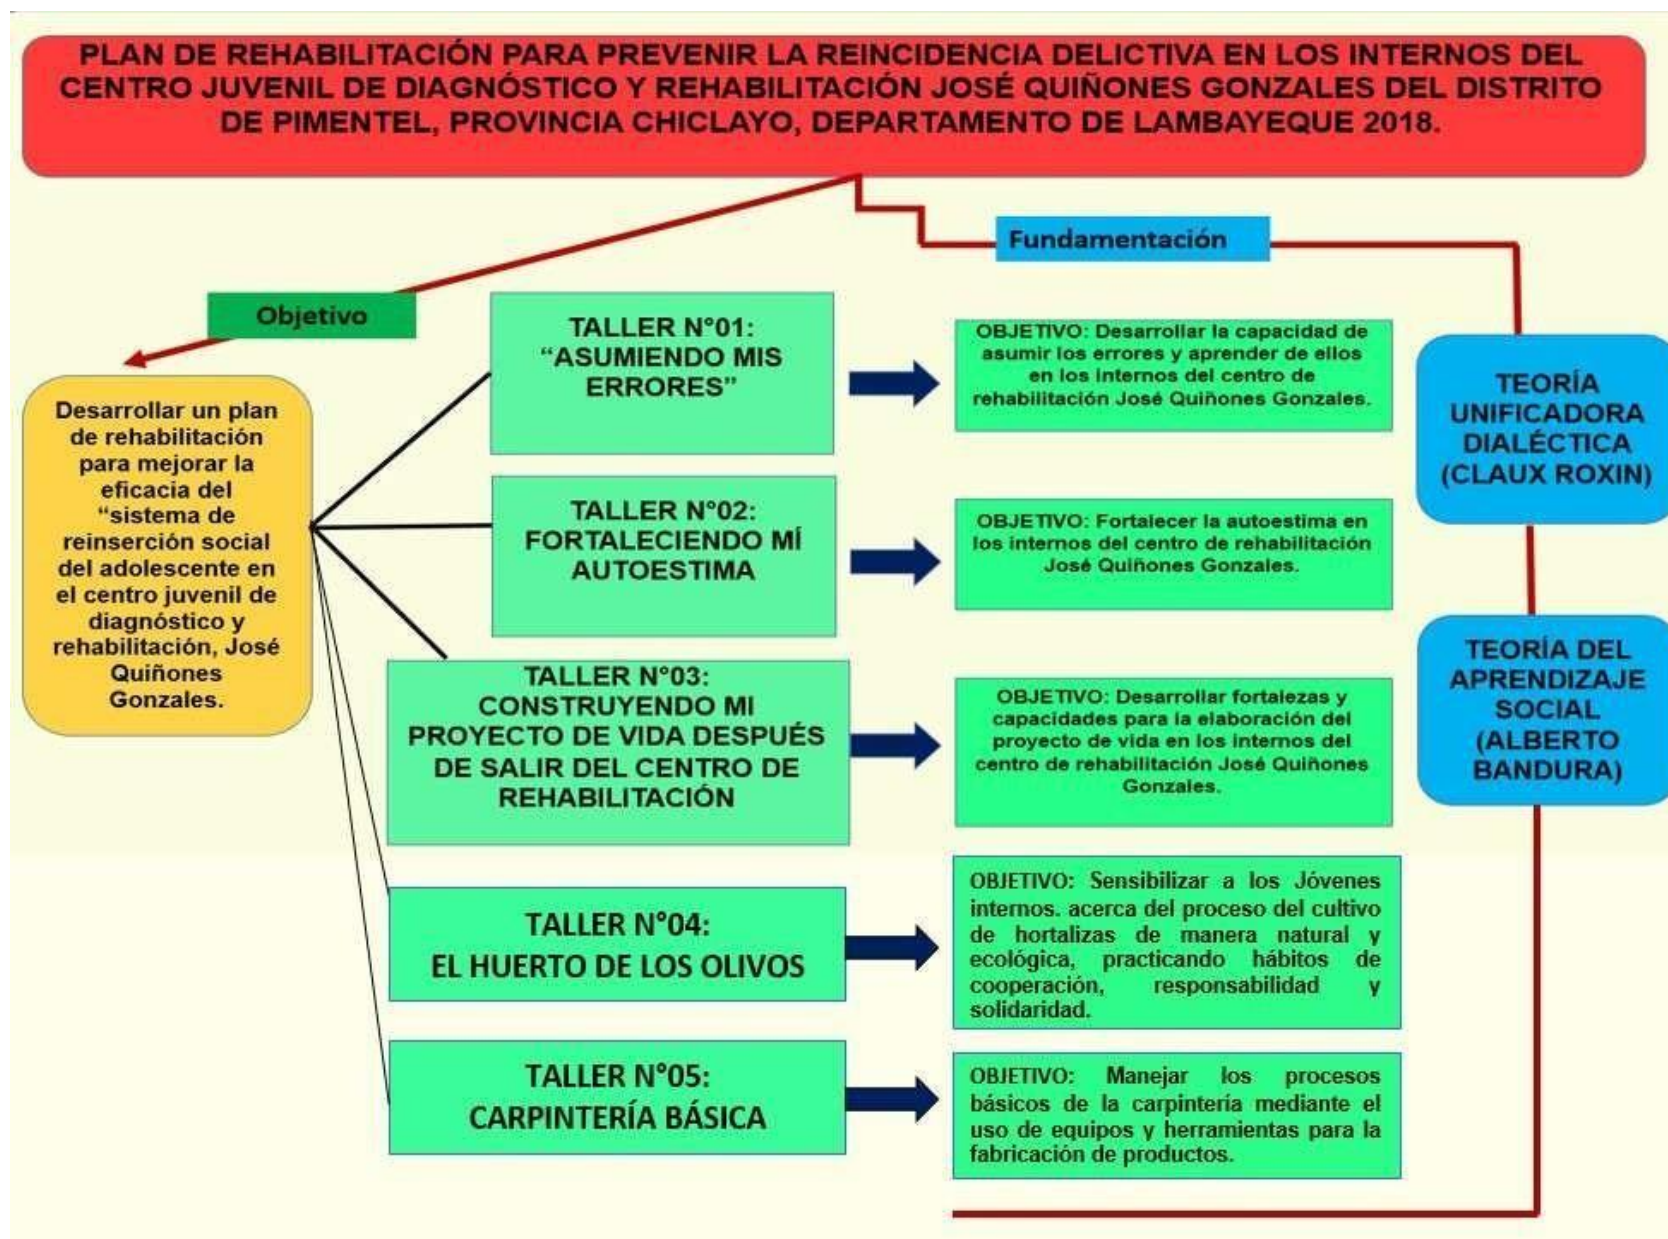 PLAN DE REHABILITACIÓN PARA PREVENIR LA REINCIDENCIA DELICTIVA EN LOS INTERNOS DEL
CENTRO JUVENIL DE DIAGNÓSTICO Y REHABILITACIÓN JOSÉ QUIÑONES GONZALES DEL DISTRITO
DE PIMENTEL, PROVINCIA CHICLAYO, DEPARTAMENTO DE LAMBAYEQUE 2018.
Fundamentación
Objetivo
Desarrollar un plan
de rehabilitación
para mejorar la
eficacia del
“sistema de
reinserción social
del adolescente en
el centro juvenil de
diagnóstico y
rehabilitación, José
Quiñones
Gonzales.
TALLER N°01:
“ASUMIENDO MIS
ERRORES”
OBJETIVO: Desarrollar la capacidad de
asumir los errores y aprender de ellos
en los internos del centro de
rehabilitación José Quiñones Gonzales.
TALLER N°02:
FORTALECIENDO MÍ
AUTOESTIMA
OBJETIVO: Fortalecer la autoestima en
los internos del centro de rehabilitación
José Quiñones Gonzales.
TALLER N°03:
CONSTRUYENDO MI
PROYECTO DE VIDA DESPUÉS
DE SALIR DEL CENTRO DE
REHABILITACIÓN
OBJETIVO: Desarrollar fortalezas y
capacidades para la elaboración del
proyecto de vida en los internos del
centro de rehabilitación José Quiñones
Gonzales.
TALLER N°04:
EL HUERTO DE LOS OLIVOS
OBJETIVO: Sensibilizar a los Jóvenes
internos. acerca del proceso del cultivo
de hortalizas de manera natural y
ecológica, practicando hábitos de
cooperación, responsabilidad y
solidaridad.
TALLER N°05:
CARPINTERÍA BÁSICA
OBJETIVO: Manejar los procesos
básicos de la carpintería mediante el
uso de equipos y herramientas para la
fabricación de productos.
TEORÍA
UNIFICADORA
DIALÉCTICA
(CLAUX ROXIN)
TEORÍA DEL
APRENDIZAJE
SOCIAL
(ALBERTO
BANDURA)